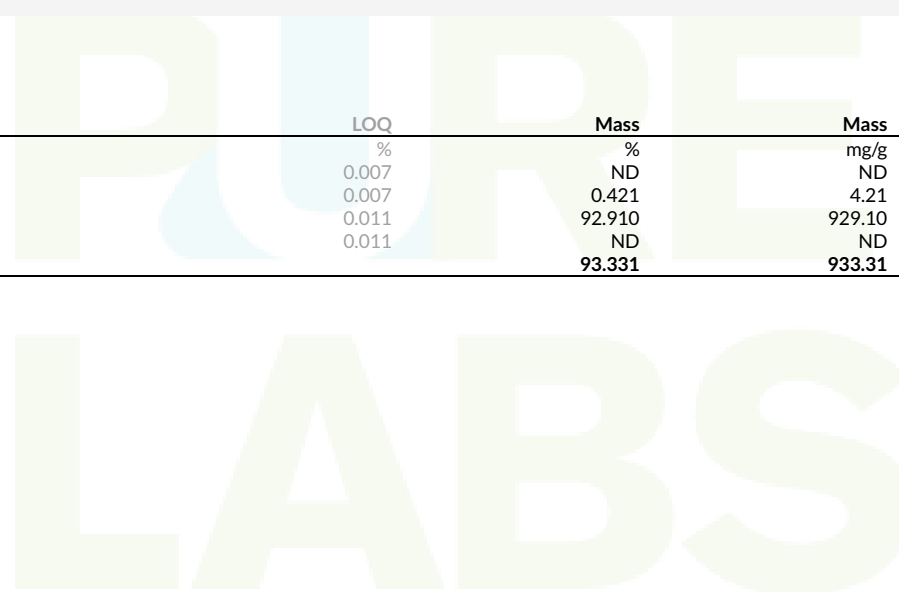 PURE
LOQ Mass Mass
% % mg/g
0.007 ND ND
0.007 0.421 4.21
0.011 92.910 929.10
0.011 ND ND
93.331 933.31
LABS